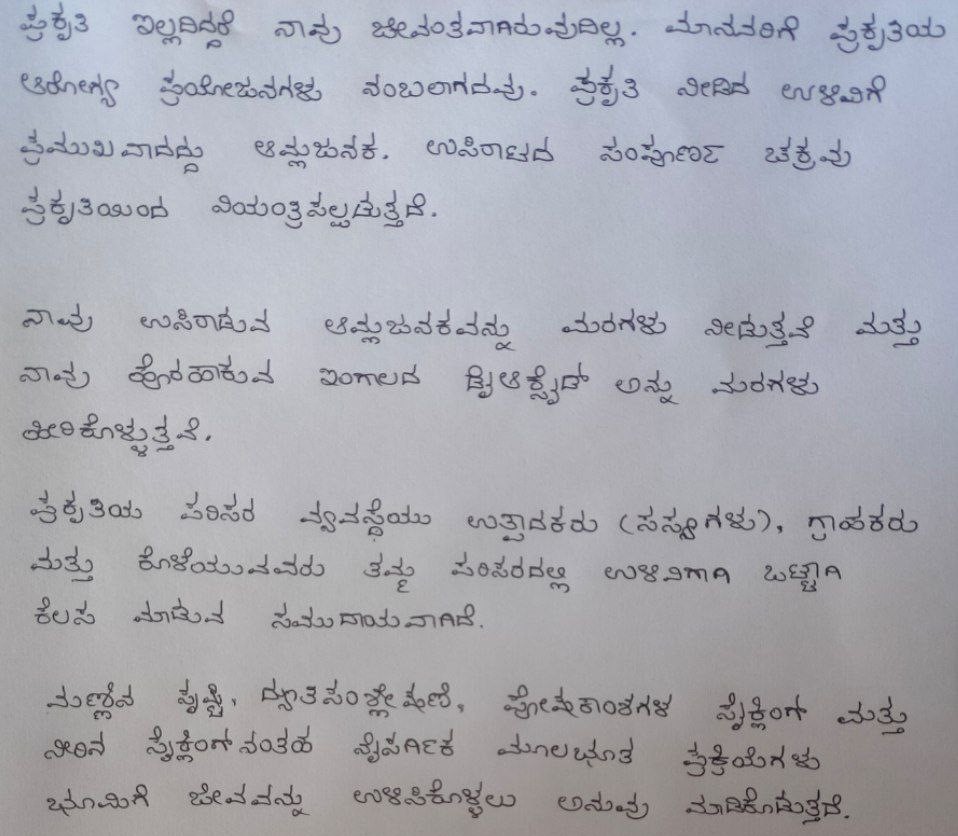 ಪ್ರಕೃತಿ ಇಲ್ಲದಿದ್ದರೆ ನಾವು ಜೀವಂತವಾಗಿರುವುದಿಲ್ಲ. ಮಾನವರಿಗೆ ಪ್ರಕೃತಿಯ
ಆರೋಗ್ಯ ಪ್ರಯೋಜನಗಳು ನಂಬಲಾಗದವು. ಪ್ರಕೃತಿ ನೀಡಿದ ಉಳಿವಿಗೆ
ಪ್ರಮುಖವಾದದ್ದು ಆಮ್ಲಜನಕ. ಉಸಿರಾಟದ ಸಂಪೂರ್ಣ ಚಕ್ರವು
ಪ್ರಕೃತಿಯಿಂದ ನಿಯಂತ್ರಿಸಲ್ಪಡುತ್ತದೆ.
ನಾವು ಉಸಿರಾಡುವ ಆಮ್ಲಜನಕವನ್ನು ಮರಗಳು ನೀಡುತ್ತವೆ ಮತ್ತು
ನಾವು ಹೊರಹಾಕುವ ಇಂಗಾಲದ ಡೈಆಕ್ಸೈಡ್ ಅನ್ನು ಮರಗಳು
ಹೀರಿಕೊಳ್ಳುತ್ತವೆ.
ಪ್ರಕೃತಿಯ ಪರಿಸರ ವ್ಯವಸ್ಥೆಯು ಉತ್ಪಾದಕರು (ಸಸ್ಯಗಳು), ಗ್ರಾಹಕರು
ಮತ್ತು ಕೊಳೆಯುವವರು ತಮ್ಮ ಪರಿಸರದಲ್ಲಿ ಉಳಿವಿಗಾಗಿ ಒಟ್ಟಾಗಿ
ಕೆಲಸ ಮಾಡುವ ಸಮುದಾಯವಾಗಿದೆ.
ಮಣ್ಣಿನ ಸೃಷ್ಟಿ, ದ್ಯುತಿಸಂಶ್ಲೇಷಣೆ, ಪೋಷಕಾಂಶಗಳ ಸೈಕ್ಲಿಂಗ್ ಮತ್ತು
ನೀರಿನ ಸೈಕ್ಲಿಂಗ್‌ನಂತಹ ನೈಸರ್ಗಿಕ ಮೂಲಭೂತ ಪ್ರಕ್ರಿಯೆಗಳು
ಭೂಮಿಗೆ ಜೀವವನ್ನು ಉಳಿಸಿಕೊಳ್ಳಲು ಅನುವು ಮಾಡಿಕೊಡುತ್ತದೆ.